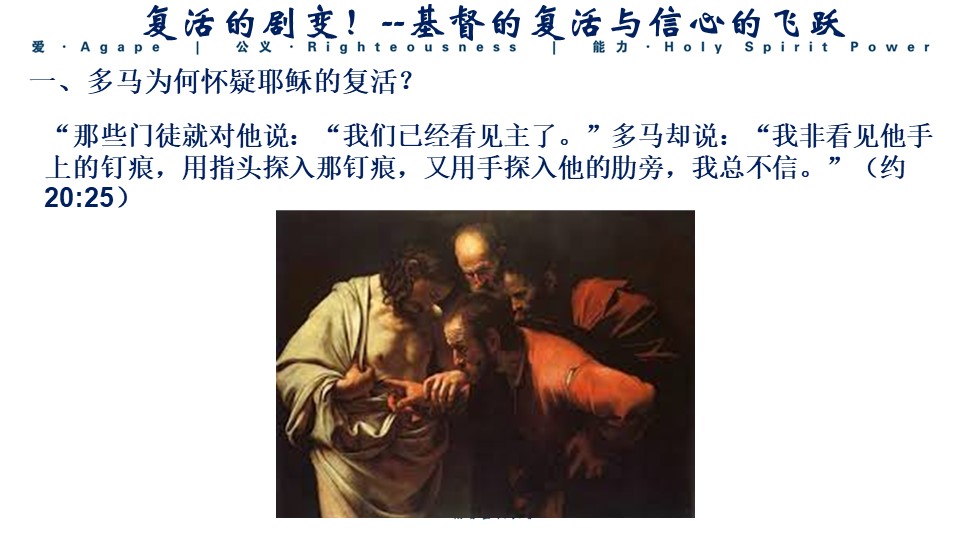 复活的剧变！--基督的复活与信心的飞跃
爱 · Agape | 公义 · Righteousness | 能力 · Holy Spirit Power
一、多马为何怀疑耶稣的复活？
“那些门徒就对他说：“我们已经看见主了。”多马却说：“我非看见他手
上的钉痕，用指头探入那钉痕，又用手探入他的肋旁，我总不信。”（约
20:25）